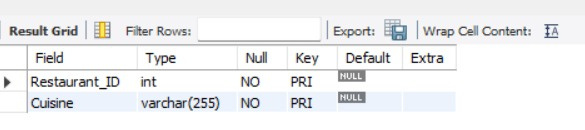 Result Grid Filter Rows: Export: Wrap Cell Content: IA
Field Type Null Key Default Extra
Restaurant_ID int NO PRI NULL
Cuisine varchar(255) NO PRI NULL